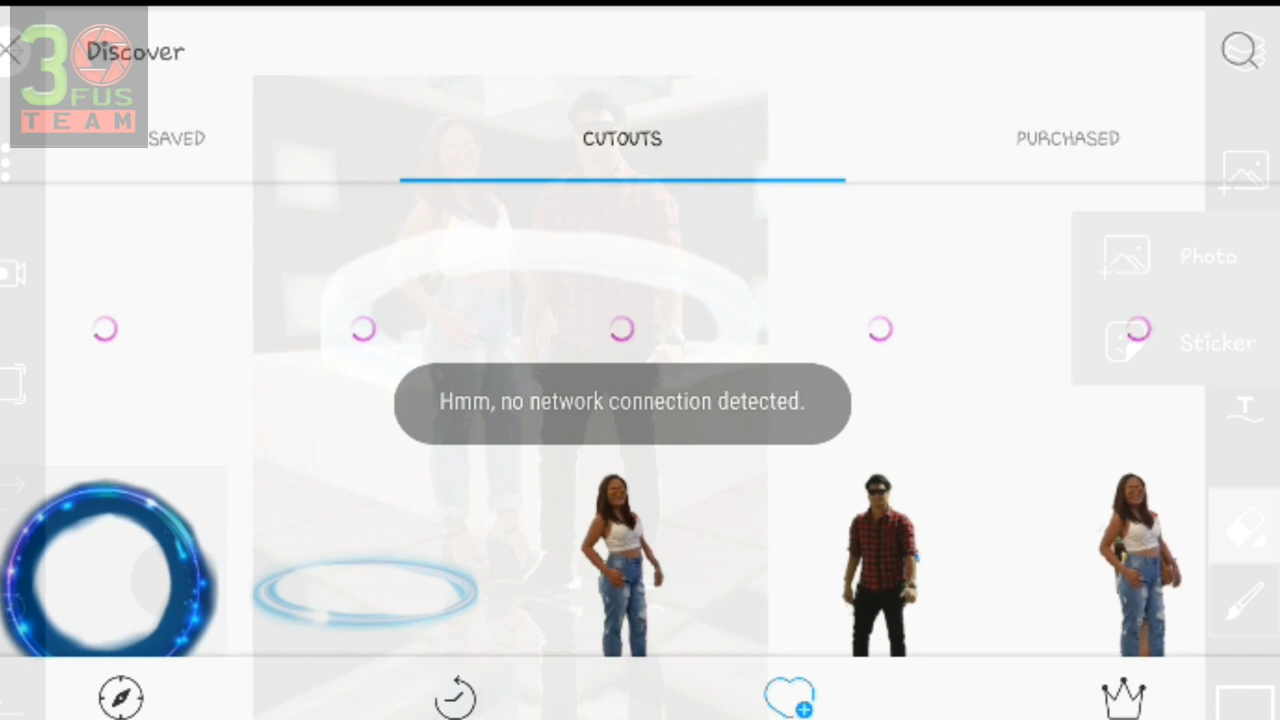 3
FUS
TEAM
Discover
SAVED
CUTOUTS
PURCHASED
Photo
Sticker
Hmm, no network connection detected.
T